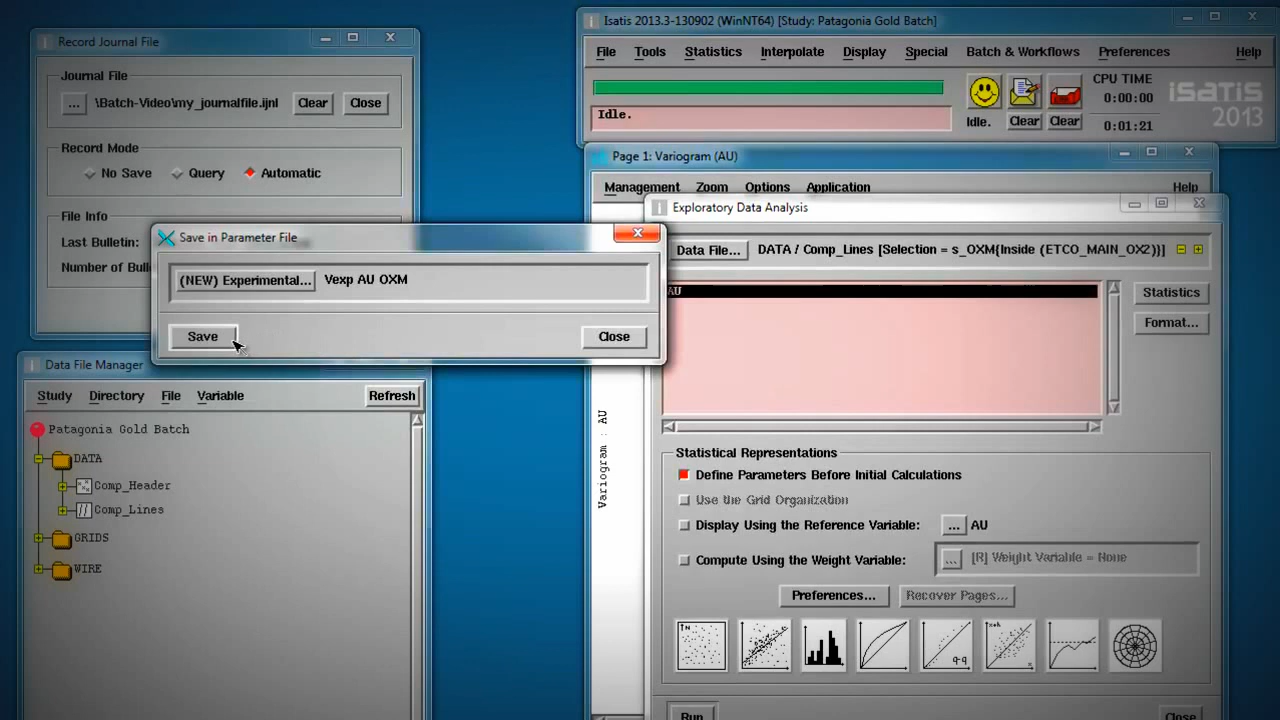 Record Journal File
Journal File
... \Batch-Video\my_journalfile.ijnl Clear Close
Record Mode
No Save Query Automatic
File Info
Last Bulletin:
Number of Bull
Isatis 2013.3-130902 (WinNT64) [Study: Patagonia Gold Batch]
File Tools Statistics Interpolate Display Special Batch & Workflows Preferences Help
Idle.
Idle. Clear Clear
CPU TIME
0:00:00
0:01:21
isatis
2013
Page 1: Variogram (AU)
Management Zoom Options Application Help
Variogram : AU
Save in Parameter File
(NEW) Experimental... Vexp AU OXM
Save Close
Exploratory Data Analysis
Data File... DATA / Comp_Lines [Selection = s_OXM{Inside (ETCO_MAIN_OX2)}]
AU
Statistics
Format...
Statistical Representations
Define Parameters Before Initial Calculations
Use the Grid Organization
Display Using the Reference Variable: ... AU
Compute Using the Weight Variable: ... [R] Weight Variable = None
Preferences... Recover Pages...
N
q-q
x+h
x
Run Close
Data File Manager
Study Directory File Variable Refresh
Patagonia Gold Batch
DATA
Comp_Header
Comp_Lines
GRIDS
WIRE